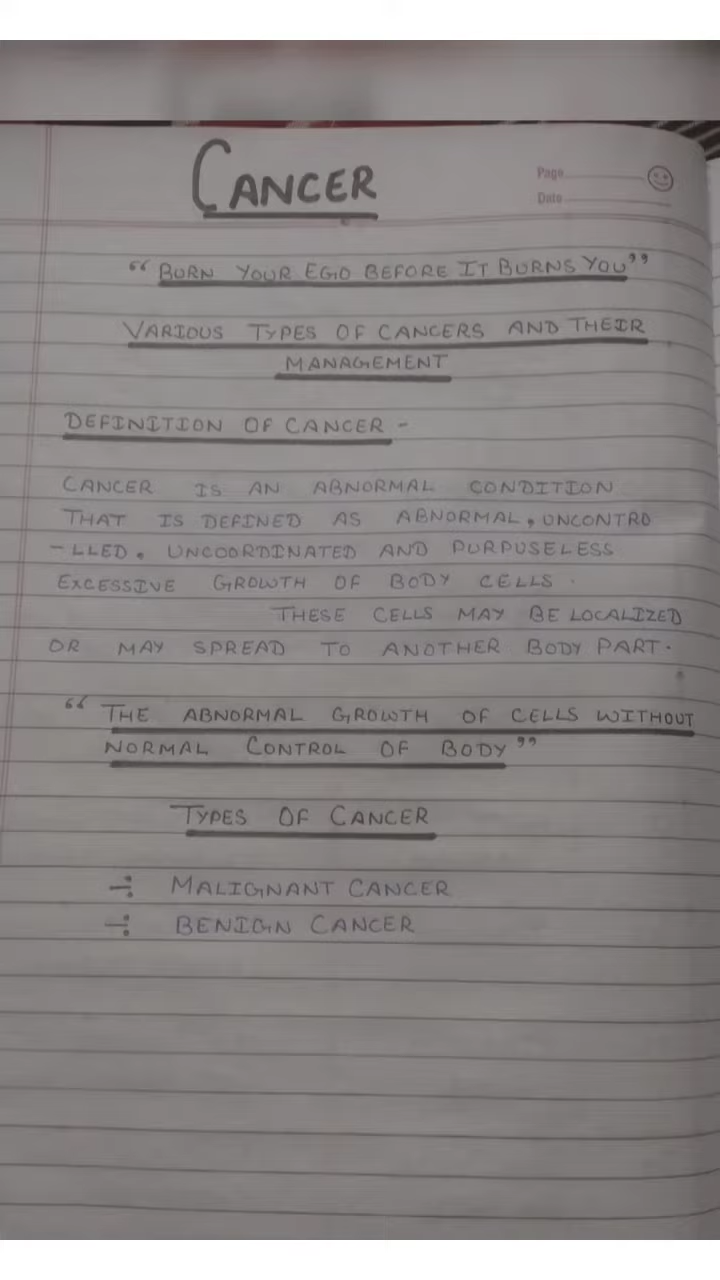 CANCER
Page
Date
“BURN YOUR EGO BEFORE IT BURNS YOU”
VARIOUS TYPES OF CANCERS AND THEIR
MANAGEMENT
DEFINITION OF CANCER -
CANCER IS AN ABNORMAL CONDITION
THAT IS DEFINED AS ABNORMAL, UNCONTRO
-LLED, UNCOORDINATED AND PURPUSELESS
EXCESSIVE GROWTH OF BODY CELLS.
THESE CELLS MAY BE LOCALIZED
OR MAY SPREAD TO ANOTHER BODY PART.
“THE ABNORMAL GROWTH OF CELLS WITHOUT
NORMAL CONTROL OF BODY”
TYPES OF CANCER
÷ MALIGNANT CANCER
÷ BENIGN CANCER